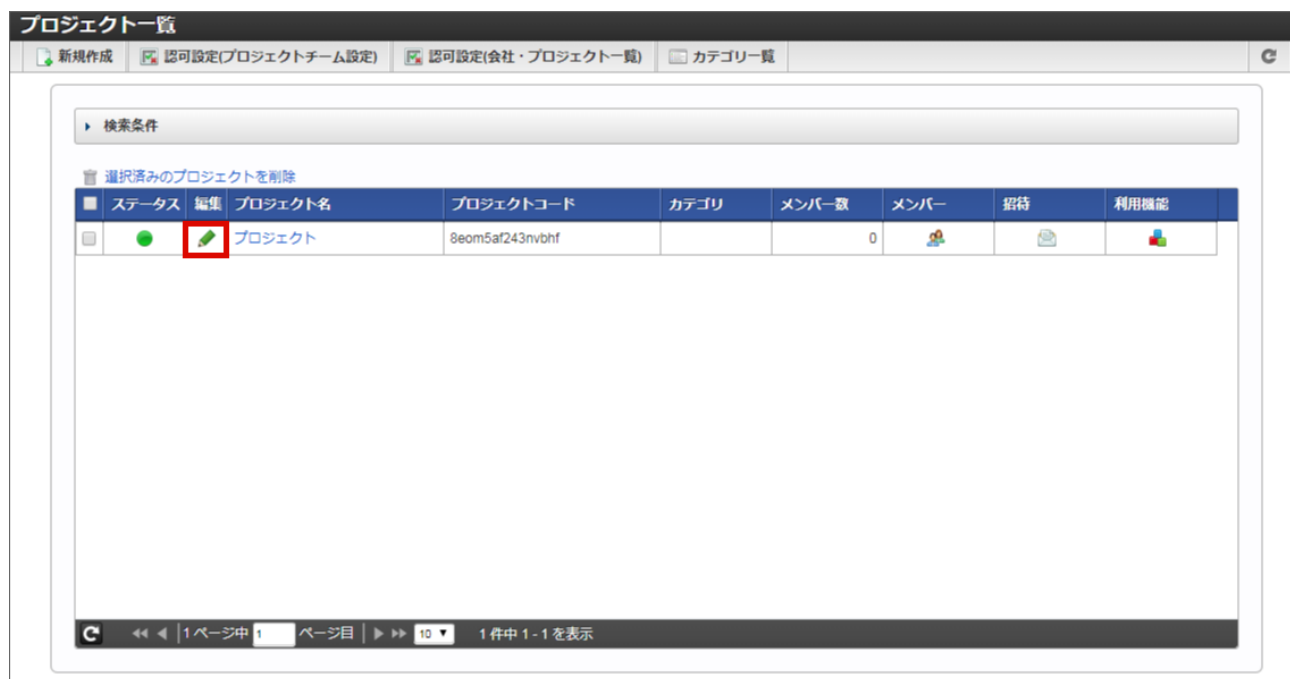 プロジェクト一覧
新規作成 認可設定(プロジェクトチーム設定) 認可設定(会社・プロジェクト一覧) カテゴリ一覧
検索条件
選択済みのプロジェクトを削除
ステータス 編集 プロジェクト名 プロジェクトコード カテゴリ メンバー数 メンバー 招待 利用機能
プロジェクト 8eom5af243nvbhf 0
1 ページ中 1 ページ目 10 1 件中 1 - 1 を表示